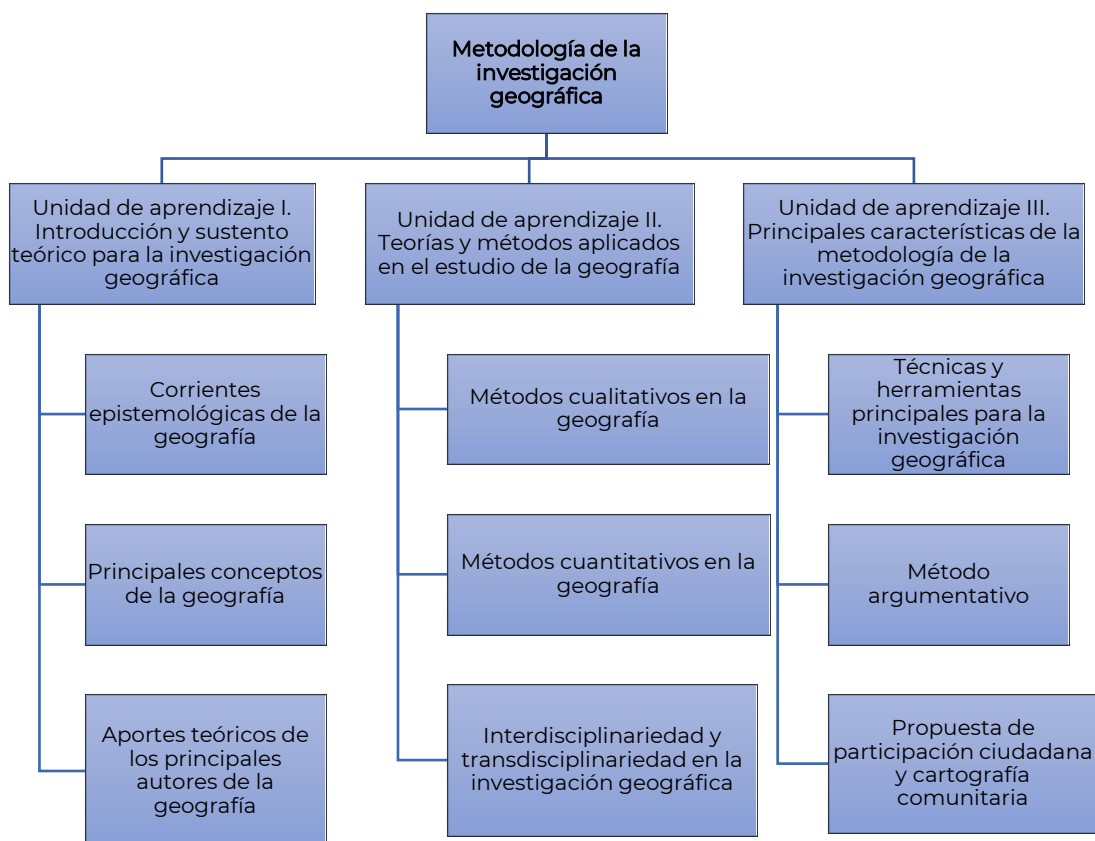 Metodología de la
investigación
geográfica
Unidad de aprendizaje I.
Introducción y sustento
teórico para la investigación
geográfica
Corrientes
epistemológicas de la
geografía
Principales conceptos
de la geografía
Aportes teóricos de
los principales
autores de la
geografía
Unidad de aprendizaje II.
Teorías y métodos aplicados
en el estudio de la geografía
Métodos cualitativos en la
geografía
Métodos cuantitativos en la
geografía
Interdisciplinariedad y
transdisciplinariedad en la
investigación geográfica
Unidad de aprendizaje III.
Principales características de la
metodología de la
investigación geográfica
Técnicas y
herramientas
principales para la
investigación
geográfica
Método
argumentativo
Propuesta de
participación ciudadana
y cartografía
comunitaria